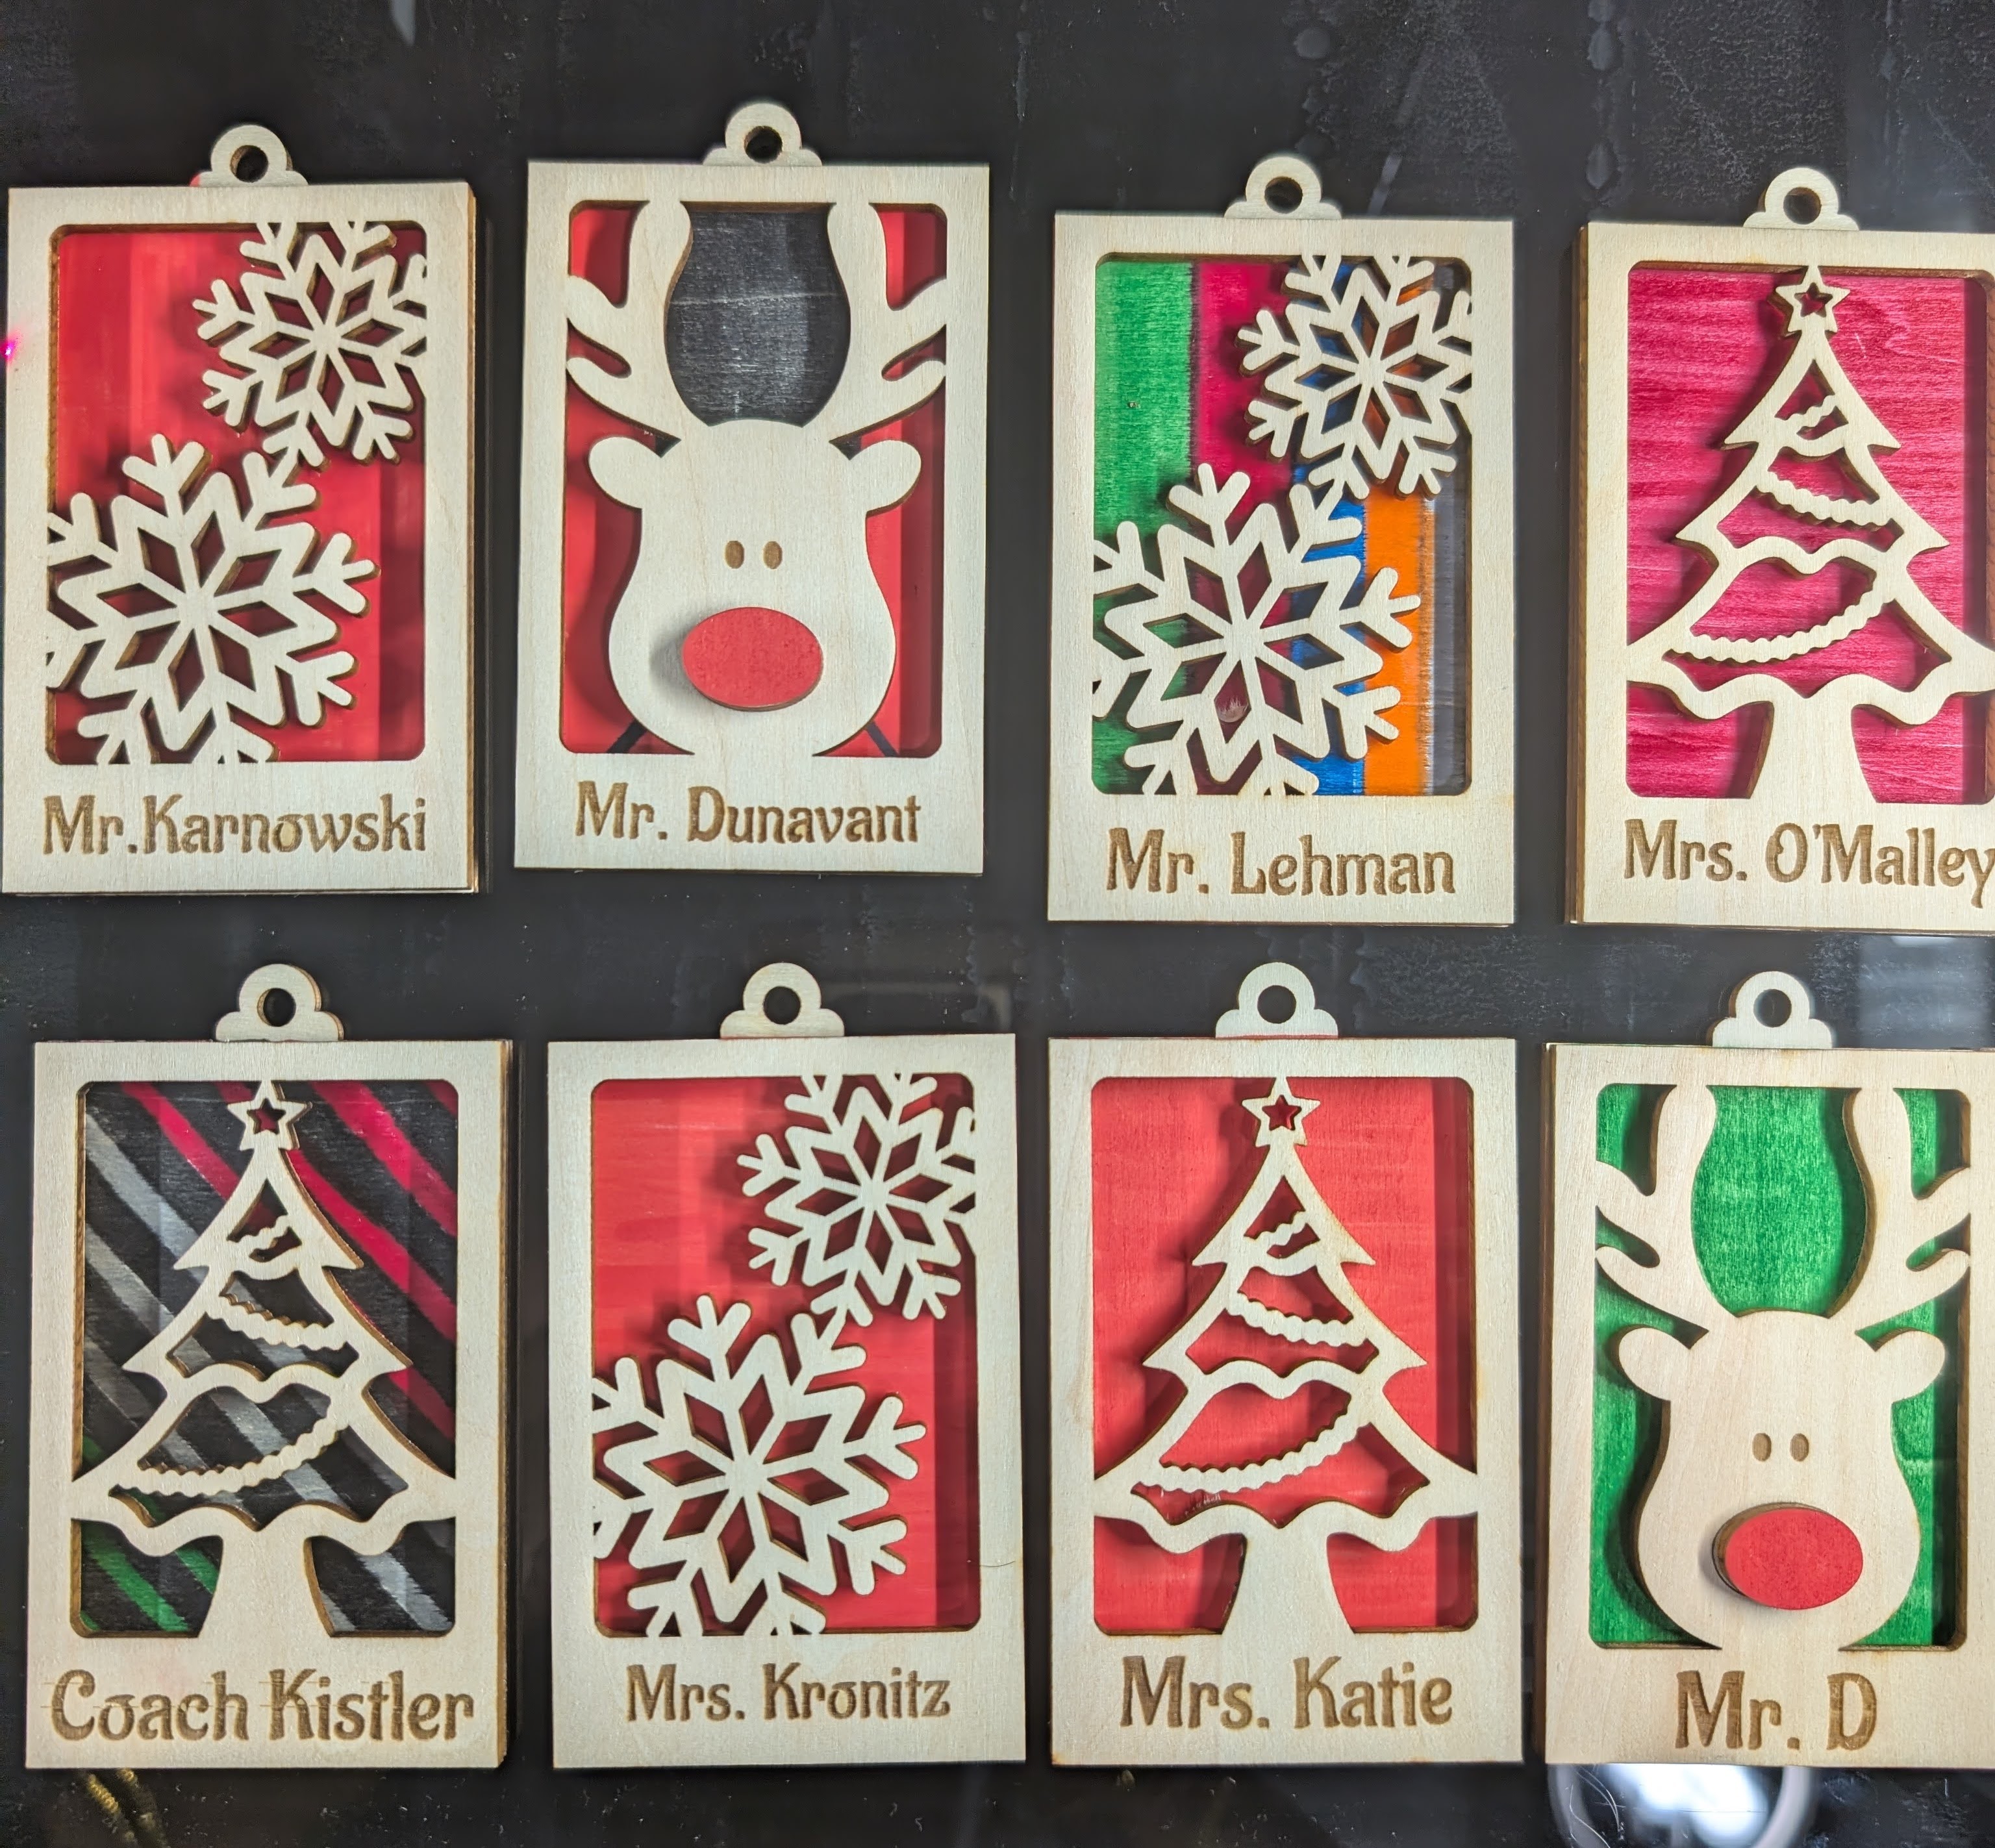 Mr.Karnowski
Mr. Dunavant
Mr. Lehman
Mrs. O'Malley
Coach Kistler
Mrs. Kronitz
Mrs. Katie
Mr. D